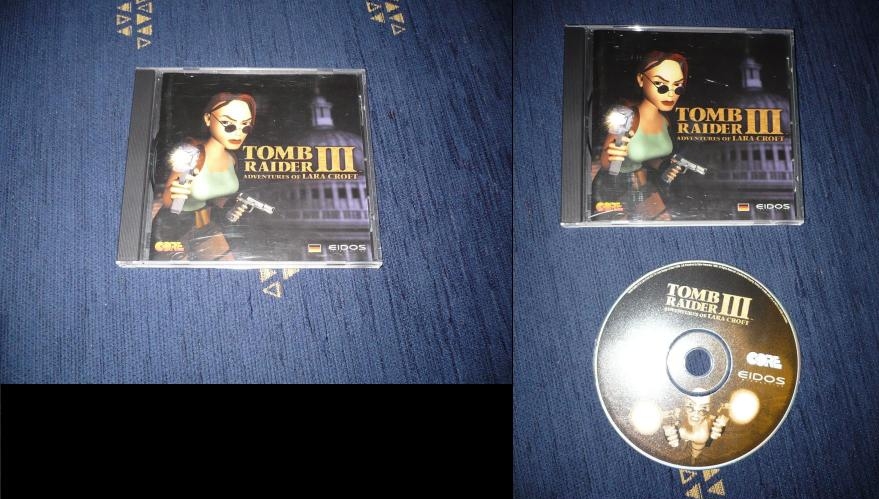 TOMB
RAIDER III
ADVENTURES OF LARA CROFT
CORE
EIDOS
TOMB
RAIDER III
ADVENTURES OF LARA CROFT
CORE
EIDOS
TOMB
RAIDER III
ADVENTURES OF LARA CROFT
CORE
EIDOS